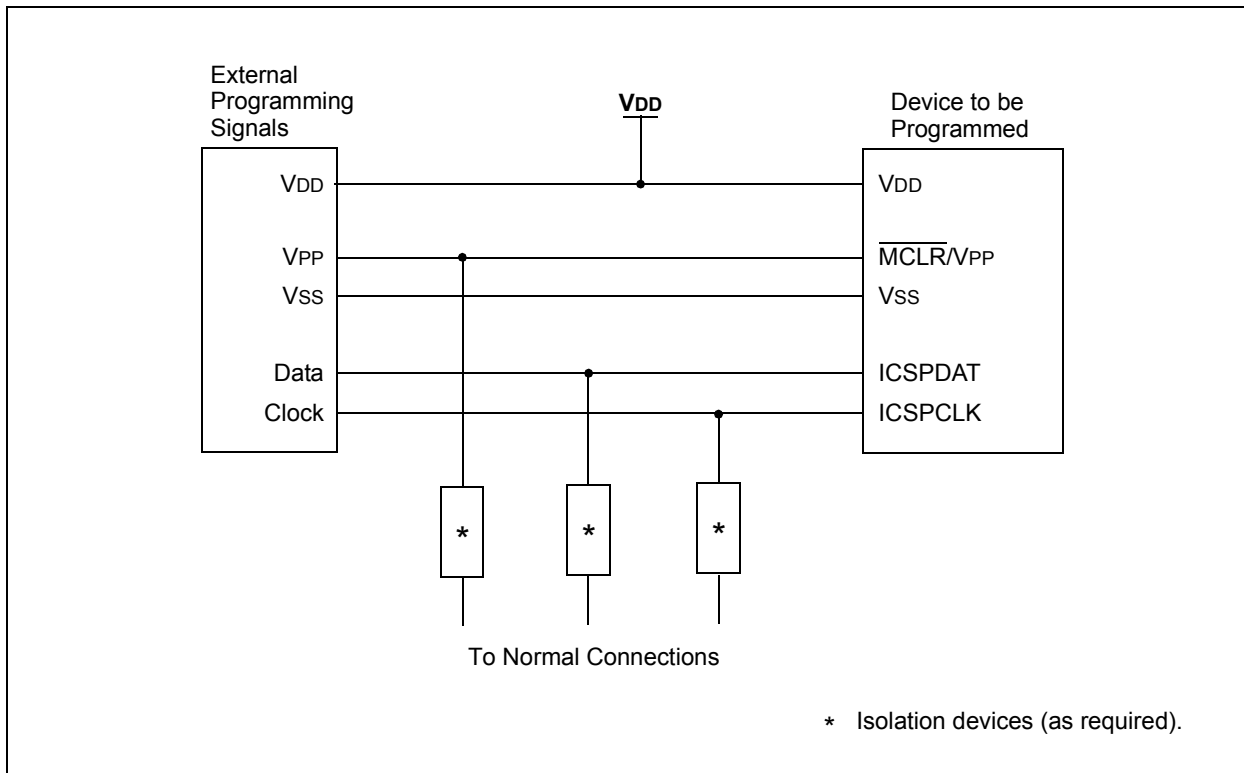 External
Programming
Signals
VDD
Device to be
Programmed
VDD
VDD
VPP
MCLR/VPP
VSS
VSS
Data
ICSPDAT
Clock
ICSPCLK
*
*
*
To Normal Connections
* Isolation devices (as required).